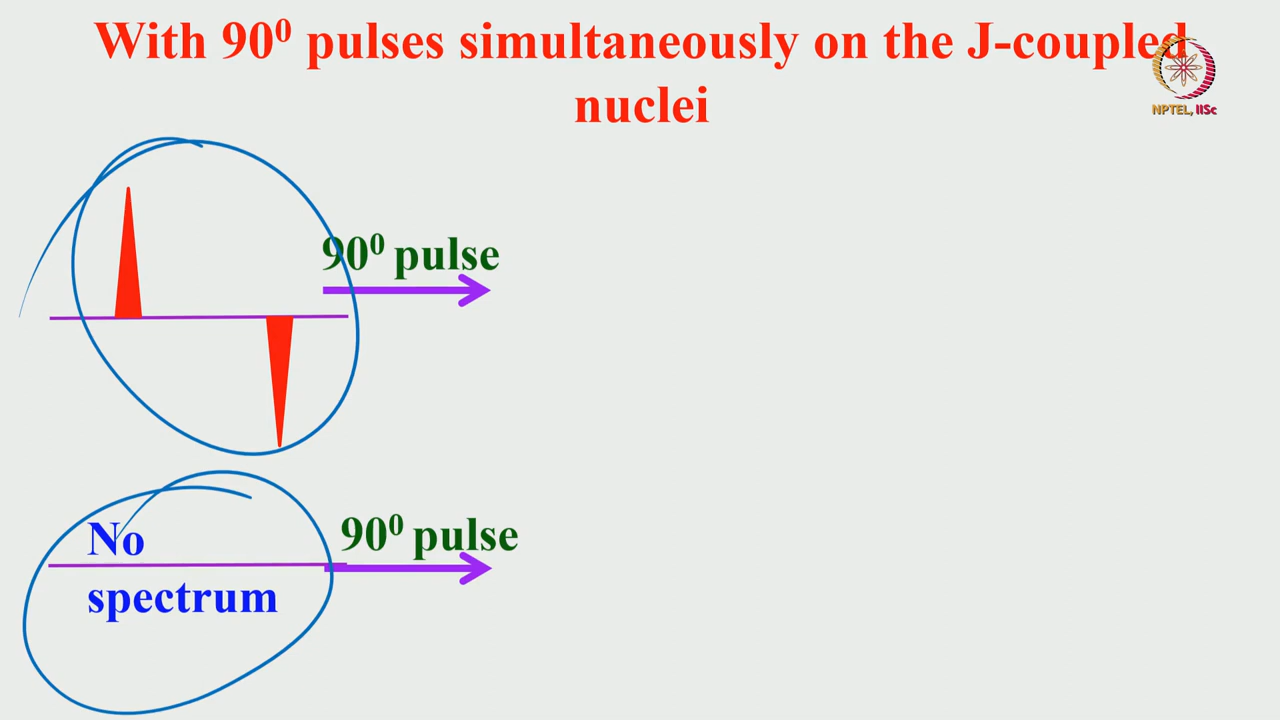 With 90⁰ pulses simultaneously on the J-coupled
nuclei
NPTEL, IISc
90⁰ pulse
No
spectrum
90⁰ pulse